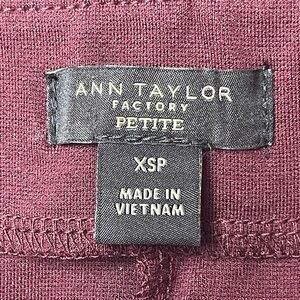 ANN TAYLOR
FACTORY
PETITE
XSP
MADE IN
VIETNAM